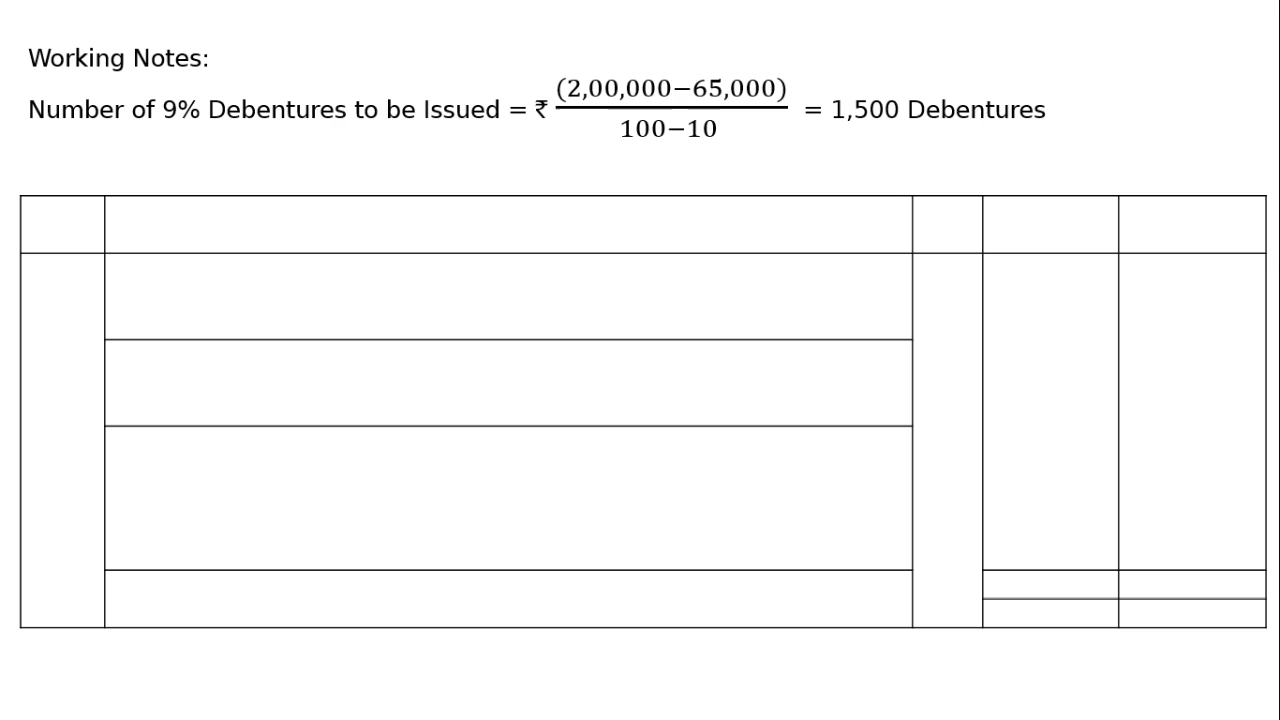 Working Notes:
Number of 9% Debentures to be Issued = ₹ (2,00,000−65,000) / 100−10 = 1,500 Debentures